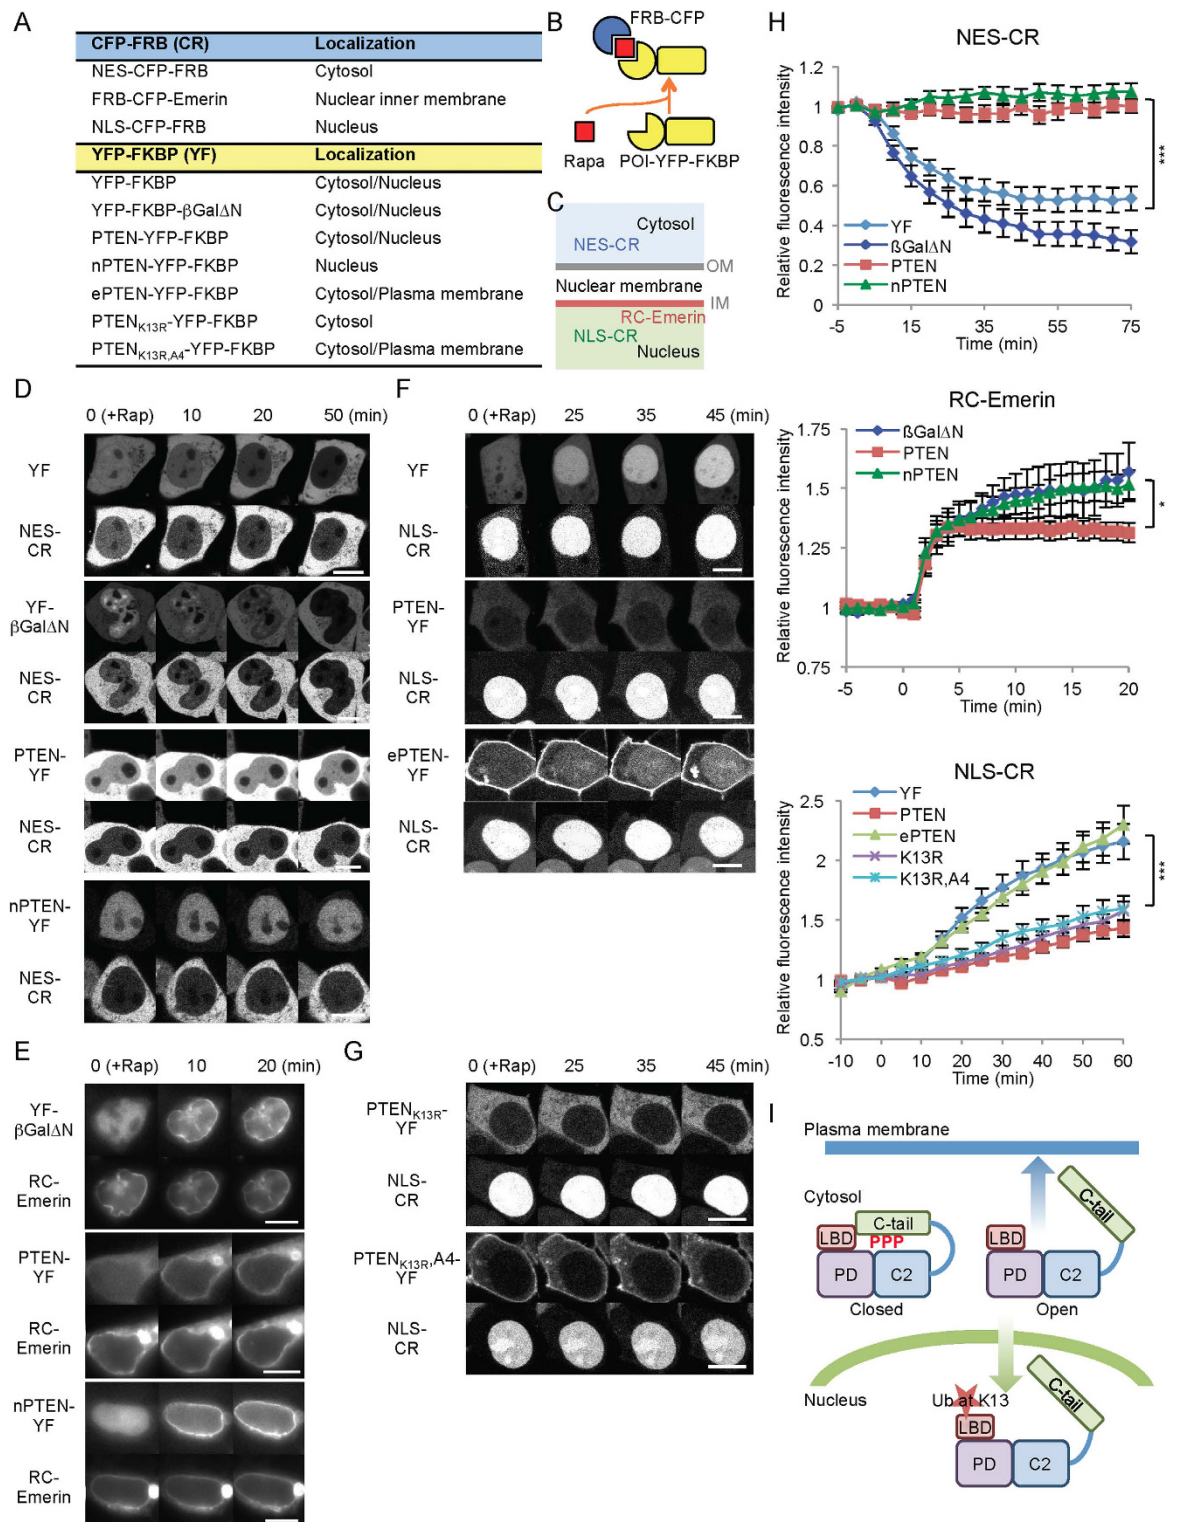 A
CFP-FRB (CR) Localization
NES-CFP-FRB Cytosol
FRB-CFP-Emerin Nuclear inner membrane
NLS-CFP-FRB Nucleus
YFP-FKBP (YF) Localization
YFP-FKBP Cytosol/Nucleus
YFP-FKBP-βGalΔN Cytosol/Nucleus
PTEN-YFP-FKBP Cytosol/Nucleus
nPTEN-YFP-FKBP Nucleus
ePTEN-YFP-FKBP Cytosol/Plasma membrane
PTENK13R-YFP-FKBP Cytosol
PTENK13R,A4-YFP-FKBP Cytosol/Plasma membrane
B
FRB-CFP
Rapa POI-YFP-FKBP
C
Cytosol
NES-CR
OM
Nuclear membrane
IM
RC-Emerin
NLS-CR
Nucleus
D
0 (+Rap) 10 20 50 (min)
YF
NES-
CR
YF-
βGalΔN
NES-
CR
PTEN-
YF
NES-
CR
nPTEN-
YF
NES-
CR
E
0 (+Rap) 10 20 (min)
YF-
βGalΔN
RC-
Emerin
PTEN-
YF
RC-
Emerin
nPTEN-
YF
RC-
Emerin
F
0 (+Rap) 25 35 45 (min)
YF
NLS-
CR
PTEN-
YF
NLS-
CR
ePTEN-
YF
NLS-
CR
G
0 (+Rap) 25 35 45 (min)
PTENK13R-
YF
NLS-
CR
PTENK13R,A4-
YF
NLS-
CR
H
NES-CR
Relative fluorescence intensity
1.2
1
0.8
0.6
0.4
0.2
0
YF
ßGalΔN
PTEN
nPTEN
***
-5 15 35 55 75
Time (min)
RC-Emerin
Relative fluorescence intensity
1.75
1.5
1.25
1
0.75
ßGalΔN
PTEN
nPTEN
*
-5 0 5 10 15 20
Time (min)
NLS-CR
Relative fluorescence intensity
2.5
2
1.5
1
0.5
YF
PTEN
ePTEN
K13R
K13R,A4
***
-10 0 10 20 30 40 50 60
Time (min)
I
Plasma membrane
Cytosol
C-tail
LBD
PPP
PD C2
Closed
C-tail
LBD
PD C2
Open
Nucleus
Ub at K13
C-tail
LBD
PD C2